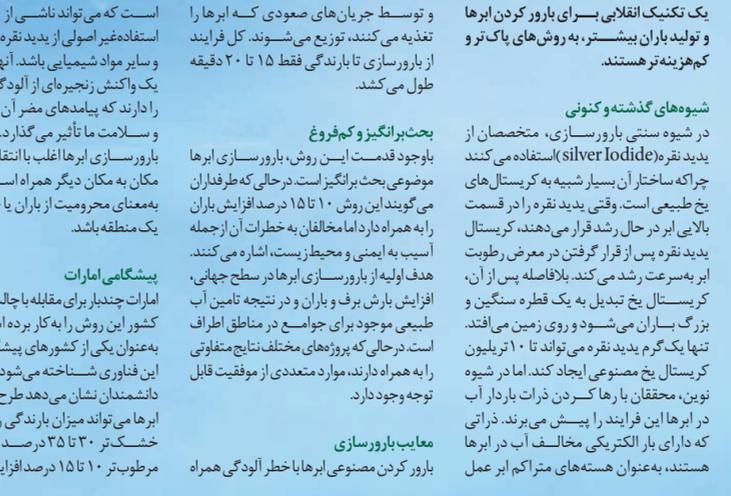 یک تکنیک انقلابی برای بارور کردن ابرها
و تولید باران بیشتر، به روش‌های پاک‌تر و
کم‌هزینه‌تر هستند.
شیوه‌های گذشته و کنونی
در شیوه سنتی بارورسازی، متخصصان از
یدید نقره(silver Iodide)استفاده می‌کنند
چراکه ساختار آن بسیار شبیه به کریستال‌های
یخ طبیعی است. وقتی یدید نقره را در قسمت
بالایی ابر در حال رشد قرار می‌دهند، کریستال
یدید نقره پس از قرار گرفتن در معرض رطوبت
ابر به‌سرعت رشد می‌کند. بلافاصله پس از آن،
کریستال یخ تبدیل به یک قطره سنگین و
بزرگ باران می‌شود و روی زمین می‌افتد.
تنها یک گرم یدید نقره می‌تواند تا ۱۰ تریلیون
کریستال یخ مصنوعی ایجاد کند. اما در شیوه
نوین، محققان با رها کردن ذرات باردار آب
در ابرها این فرایند را پیش می‌برند. ذراتی
که دارای بار الکتریکی مخالف آب در ابرها
هستند، به‌عنوان هسته‌های متراکم ابر عمل
و توسط جریان‌های صعودی که ابرها را
تغذیه می‌کنند، توزیع می‌شوند. کل فرایند
از بارورسازی تا بارندگی فقط ۱۵ تا ۲۰ دقیقه
طول می‌کشد.
بحث‌برانگیز و کم‌فروغ
باوجود قدمت این روش، بارورسازی ابرها
موضوعی بحث برانگیز است. درحالی‌که طرفداران
می‌گویند این روش ۱۰ تا ۱۵ درصد افزایش باران
را به همراه دارد اما مخالفان به خطرات آن ازجمله
آسیب به ایمنی و محیط‌زیست، اشاره می‌کنند.
هدف اولیه از بارورسازی ابرها در سطح جهانی،
افزایش بارش برف و باران و در نتیجه تامین آب
طبیعی موجود برای جوامع در مناطق اطراف
است. درحالی‌که پروژه‌های مختلف نتایج متفاوتی
را به همراه دارند، موارد متعددی از موفقیت قابل
توجه وجود دارد.
معایب بارورسازی
بارور کردن مصنوعی ابرها با خطر آلودگی همراه
است که می‌تواند ناشی از
استفاده‌غیر اصولی از یدید نقره
و سایر مواد شیمیایی باشد. آنها
یک واکنش زنجیره‌ای از آلودگ
را دارند که پیامدهای مضر آن
و سلامت ما تأثیر می‌گذارد.
بارورسازی ابرها اغلب با انتقا
مکان به مکان دیگر همراه اس
به‌معنای محرومیت از باران یا
یک منطقه باشد.
پیشگامی امارات
امارات چندبار برای مقابله با چال
کشور این روش را به‌کار برده ا
به‌عنوان یکی از کشورهای پیشگ
این فناوری شناخته می‌شود
دانشمندان نشان می‌دهد طرح
ابرها می‌تواند میزان بارندگی ر
خشک‌تر ۳۰ تا ۳۵ درصد
مرطوب‌تر ۱۰ تا ۱۵ درصد افزای